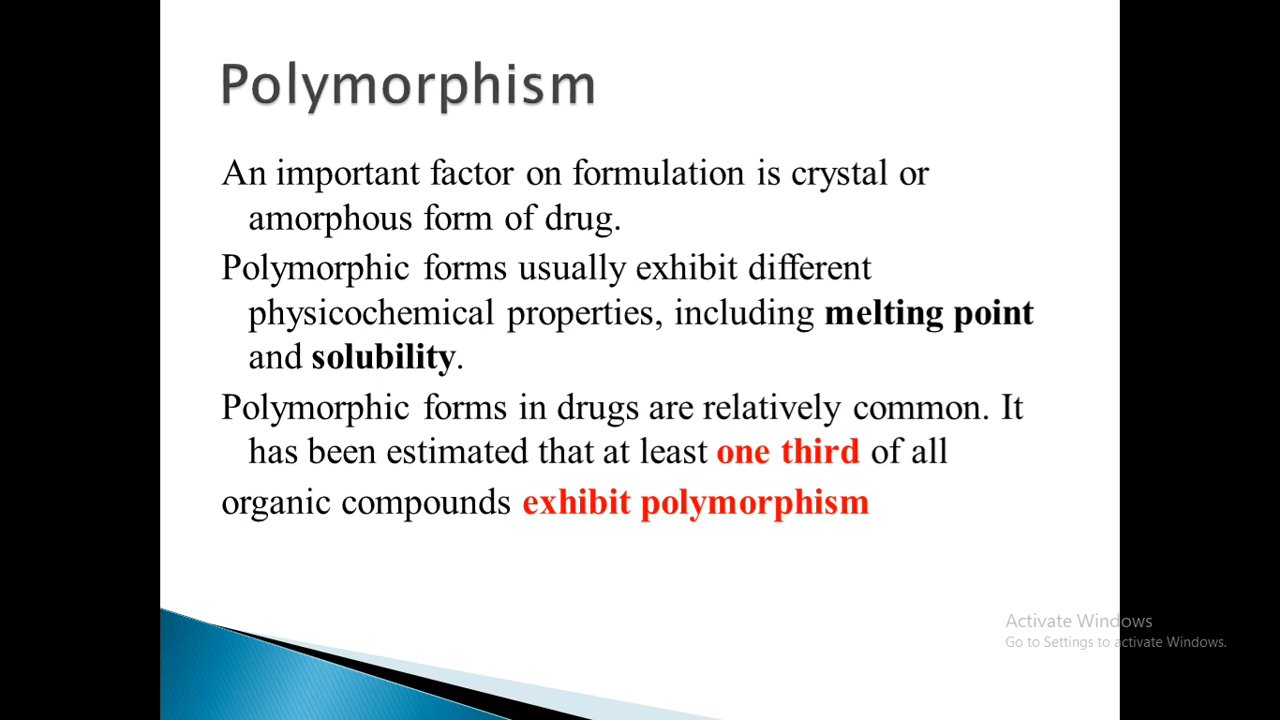 Polymorphism
An important factor on formulation is crystal or
amorphous form of drug.
Polymorphic forms usually exhibit different
physicochemical properties, including melting point
and solubility.
Polymorphic forms in drugs are relatively common. It
has been estimated that at least one third of all
organic compounds exhibit polymorphism
Activate Windows
Go to Settings to activate Windows.